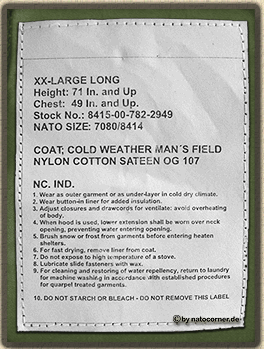 XX-LARGE LONG
Height: 71 In. and Up
Chest: 49 In. and Up.
Stock No.: 8415-00-782-2949
NATO SIZE: 7080/8414
COAT; COLD WEATHER MAN´S FIELD
NYLON COTTON SATEEN OG 107
NC. IND.
1. Wear as outer garment or as under-layer in cold dry climate.
2. Wear button-in liner for added insulation.
3. Adjust closures and drawcords for ventilate; avoid overheating
of body.
4. When hood is used, lower extension shall be worn over neck
opening, preventing water entering opening.
5. Brush snow or frost from garments before entering heaten
shelters.
6. For fast drying, remove liner from coat.
7. Do not expose to high temperature of a stove.
8. Lubricate slide fasteners with wax.
9. For cleaning and restoring of water repellency, return to laundry
for machine washing in accordance with established procedures
for quarpet treated garments.
10. DO NOT STARCH OR BLEACH - DO NOT REMOVE THIS LABEL
©by natocorner.de